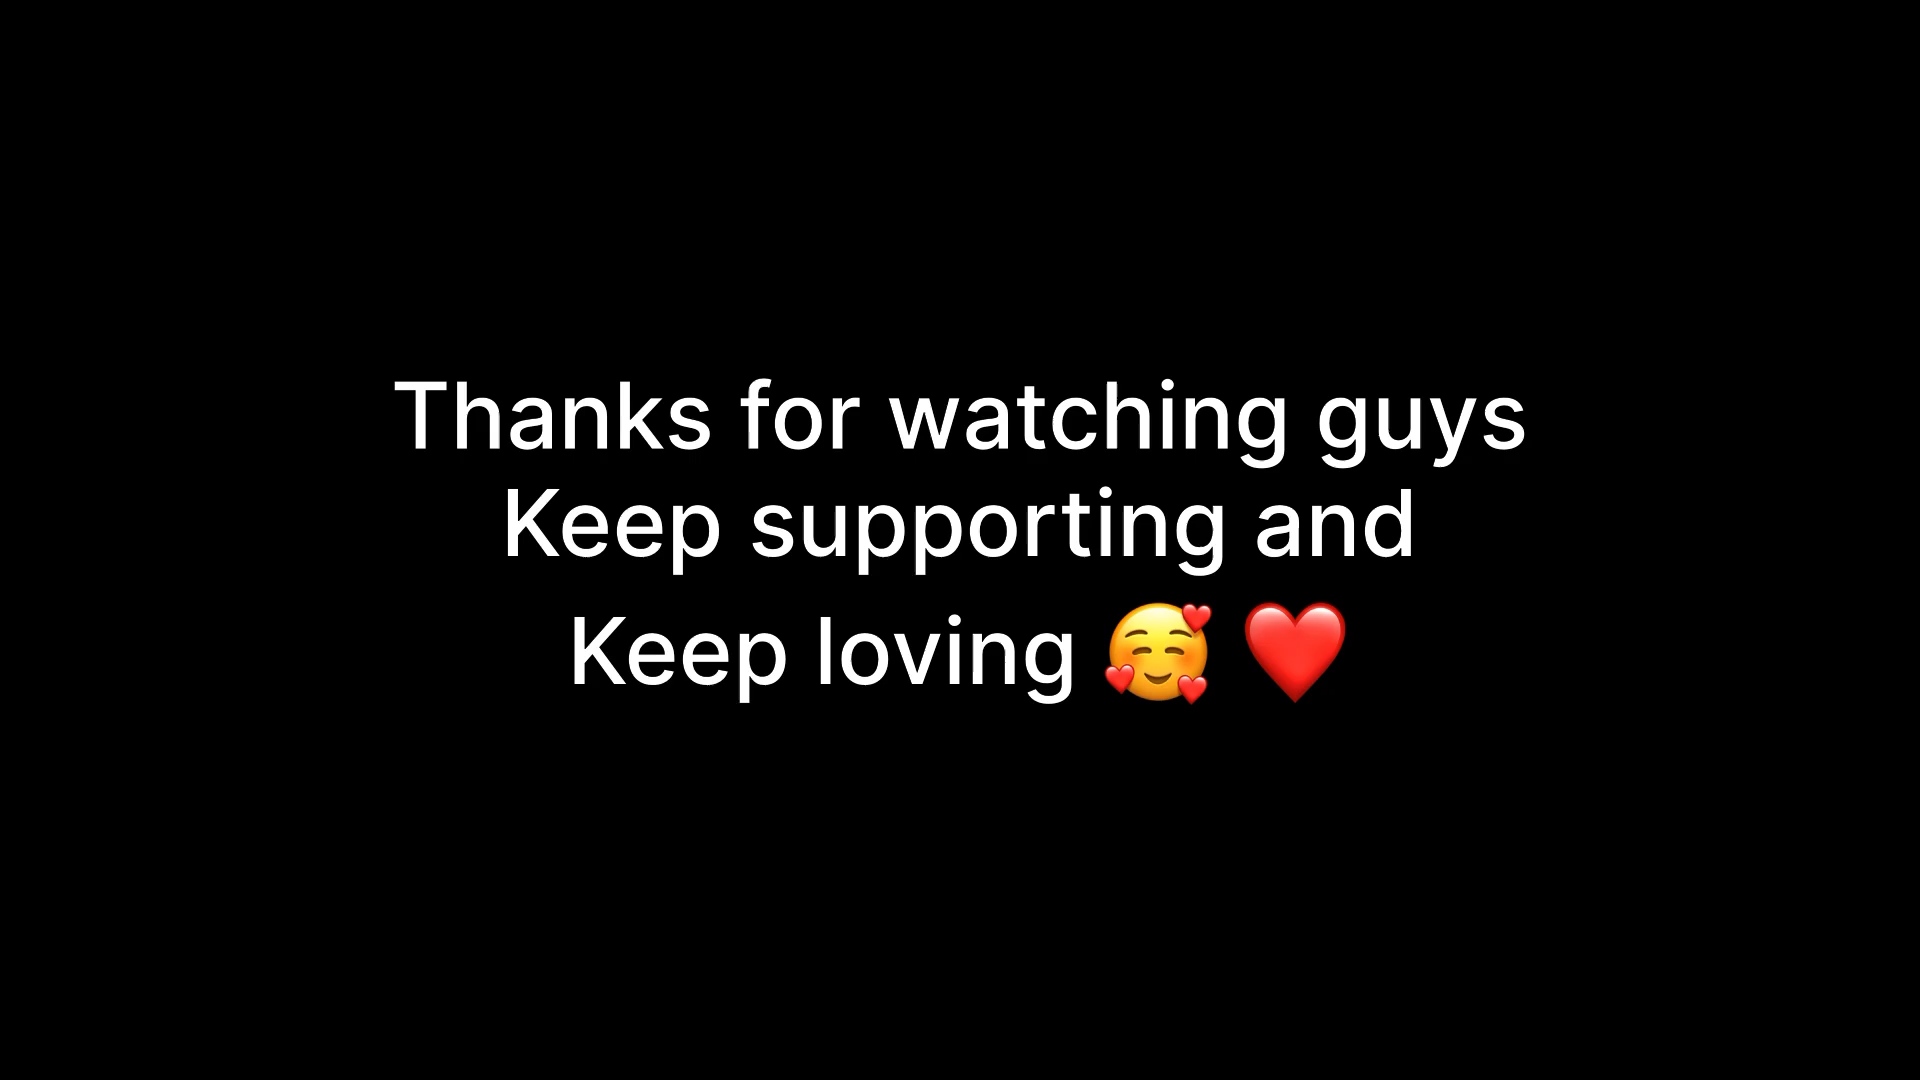 Thanks for watching guys
Keep supporting and
Keep loving 🥰 ❤️